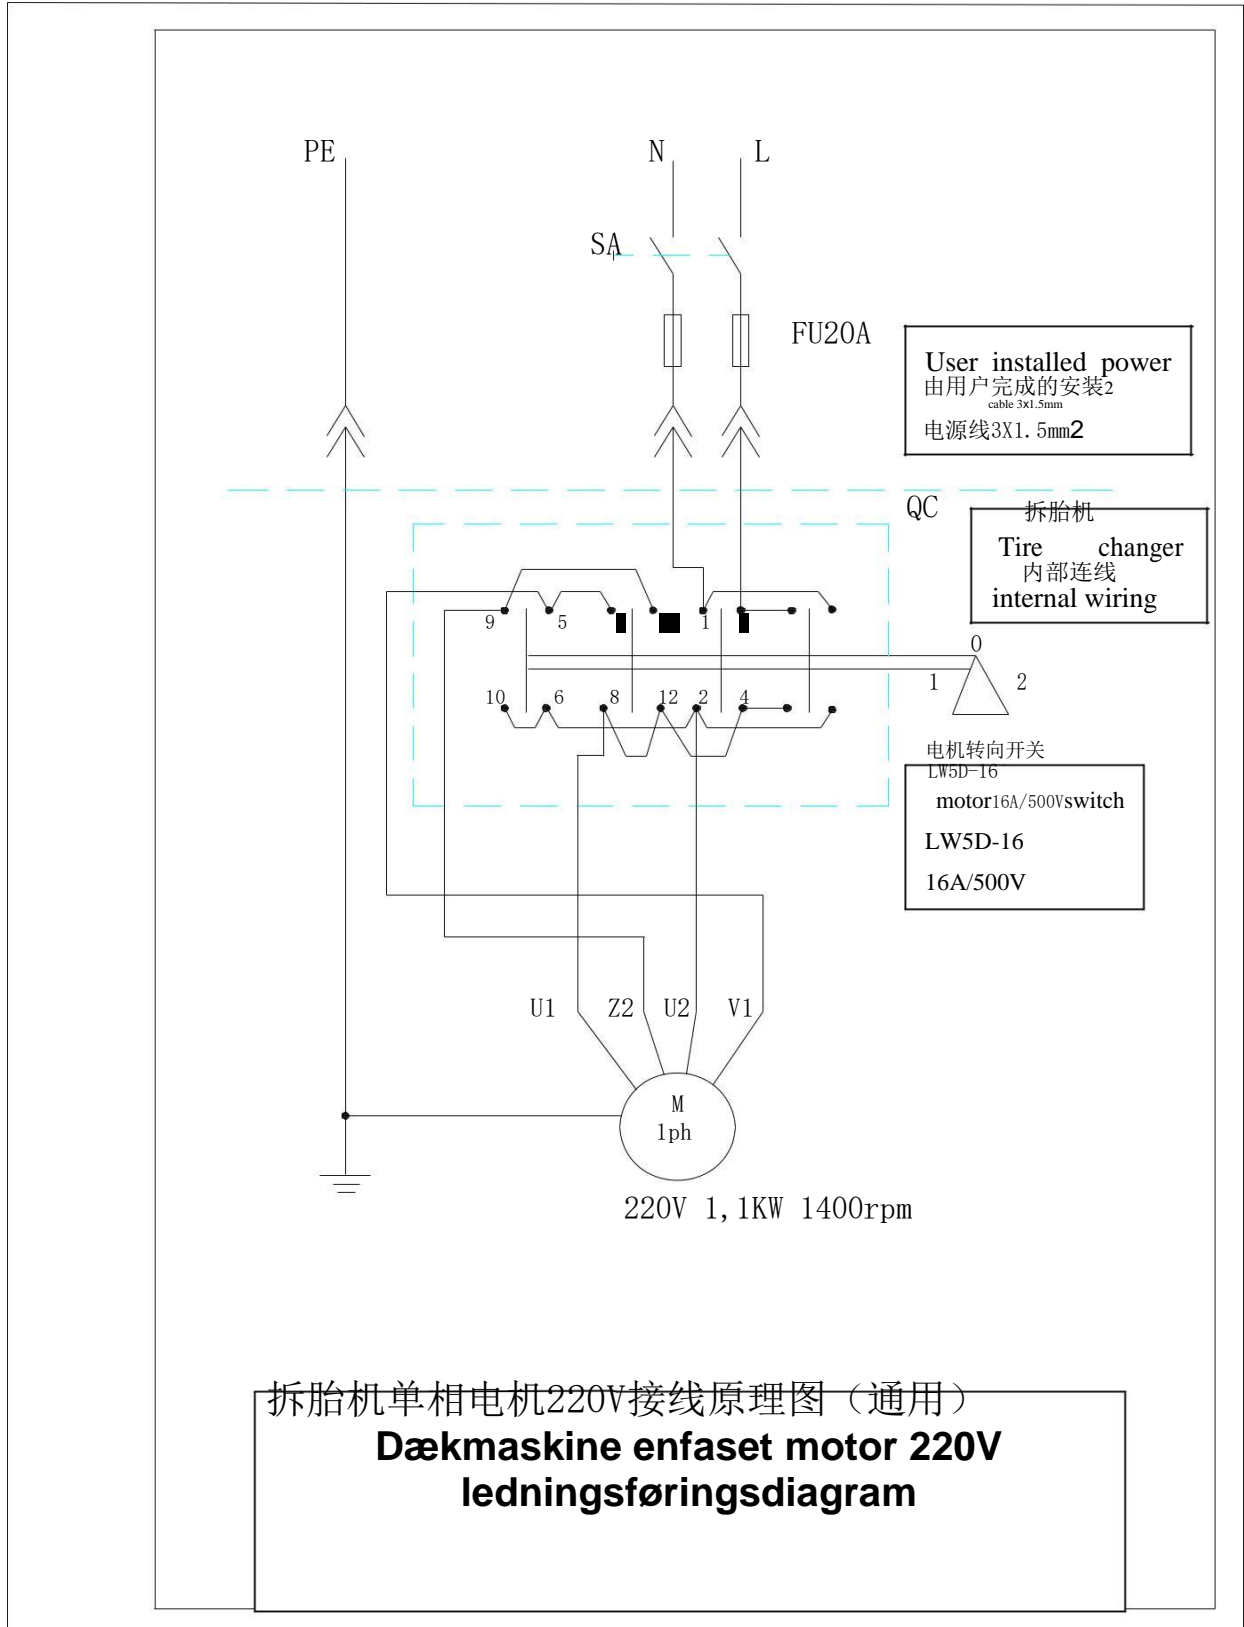 PE
N
L
SA
FU20A
User installed power
由用户完成的安装2
cable 3x1.5mm
电源线3X1.5mm2
QC
拆胎机
Tire changer
内部连线
internal wiring
9
5
1
0
1
2
10
6
8
12
2
4
电机转向开关
LW5D-16
motor16A/500Vswitch
LW5D-16
16A/500V
U1
Z2
U2
V1
M
1ph
220V 1,1KW 1400rpm
拆胎机单相电机220V接线原理图（通用）
Dækmaskine enfaset motor 220V
ledningsføringsdiagram